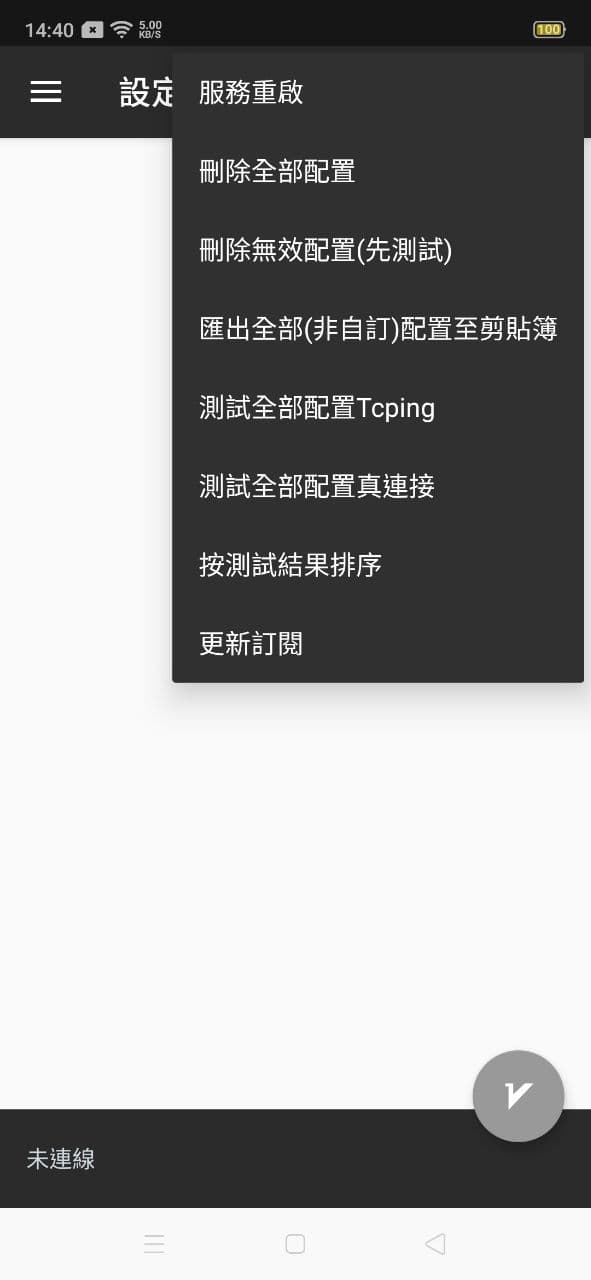 14:40
5.00
KB/S
100
設定
服務重啟
刪除全部配置
刪除無效配置(先測試)
匯出全部(非自訂)配置至剪貼簿
測試全部配置Tcping
測試全部配置真連接
按測試結果排序
更新訂閱
未連線